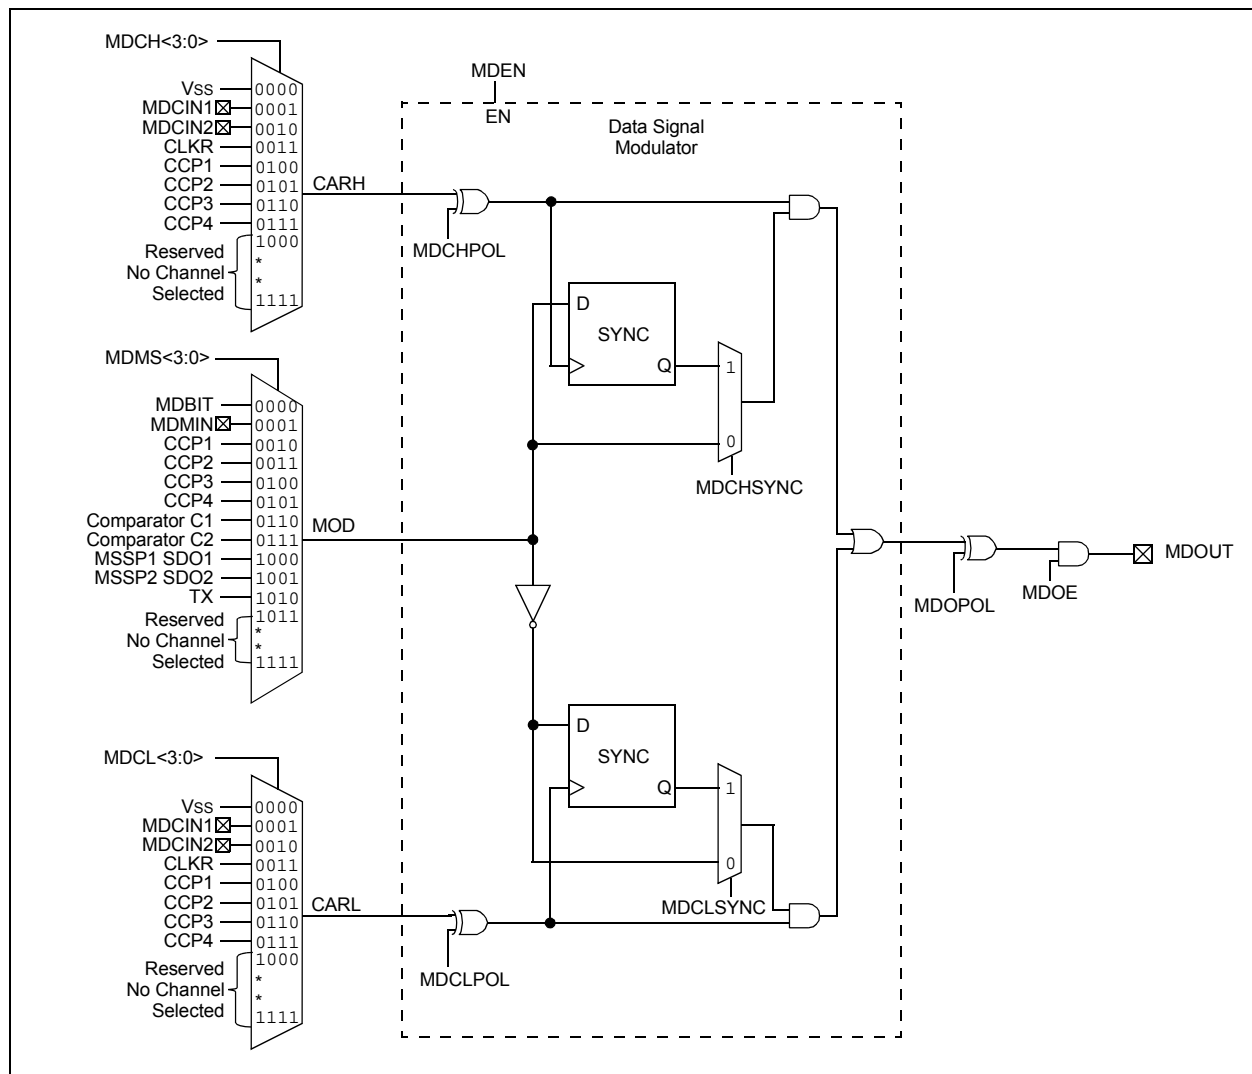 MDCH<3:0>
VSS 0000
MDCIN1 0001
MDCIN2 0010
CLKR 0011
CCP1 0100
CCP2 0101
CCP3 0110
CCP4 0111
1000
Reserved
*
No Channel
*
Selected
1111
CARH
MDEN
EN
Data Signal
Modulator
MDCHPOL
D
SYNC
Q
1
0
MDCHSYNC
MDMS<3:0>
MDBIT 0000
MDMIN 0001
CCP1 0010
CCP2 0011
CCP3 0100
CCP4 0101
Comparator C1 0110
Comparator C2 0111
MSSP1 SDO1 1000
MSSP2 SDO2 1001
TX 1010
1011
Reserved
*
No Channel
*
Selected 1111
MOD
MDOPOL
MDOE
MDOUT
MDCL<3:0>
VSS 0000
MDCIN1 0001
MDCIN2 0010
CLKR 0011
CCP1 0100
CCP2 0101
CCP3 0110
CCP4 0111
1000
Reserved
*
No Channel
*
Selected
1111
CARL
D
SYNC
Q
1
0
MDCLSYNC
MDCLPOL